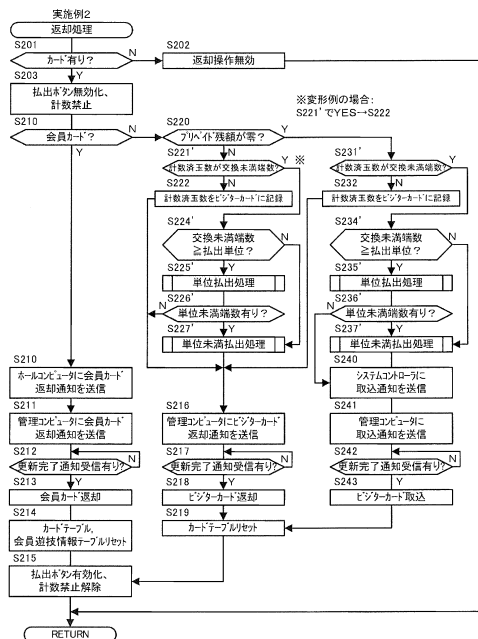 実施例2
返却処理
S201
カード有り?
N
S202
返却操作無効
Y
S203
払出ボタン無効化、
計数禁止
S210
会員カード?
N
Y
S220
プリペイド残額が零?
Y
N
※変形例の場合:
S221'でYES→S222
S221'
計数済玉数が交換未満端数?
Y
※
N
S222
計数済玉数をビジターカードに記録
S224'
交換未満端数
≧払出単位?
N
Y
S225'
単位払出処理
S226'
単位未満端数有り?
N
Y
S227'
単位未満払出処理
S231'
計数済玉数が交換未満端数?
Y
N
S232
計数済玉数をビジターカードに記録
S234'
交換未満端数
≧払出単位?
N
Y
S235'
単位払出処理
S236'
単位未満端数有り?
N
Y
S237'
単位未満払出処理
S210
ホールコンピュータに会員カード
返却通知を送信
S211
管理コンピュータに会員カード
返却通知を送信
S212
更新完了通知受信有り?
N
Y
S213
会員カード返却
S214
カードテーブル,
会員遊技情報テーブルリセット
S215
払出ボタン有効化、
計数禁止解除
S216
管理コンピュータにビジターカード
返却通知を送信
S217
更新完了通知受信有り?
N
Y
S218
ビジターカード返却
S219
カードテーブルリセット
S240
システムコントローラに
取込通知を送信
S241
管理コンピュータに
取込通知を送信
S242
更新完了通知受信有り?
N
Y
S243
ビジターカード取込
RETURN